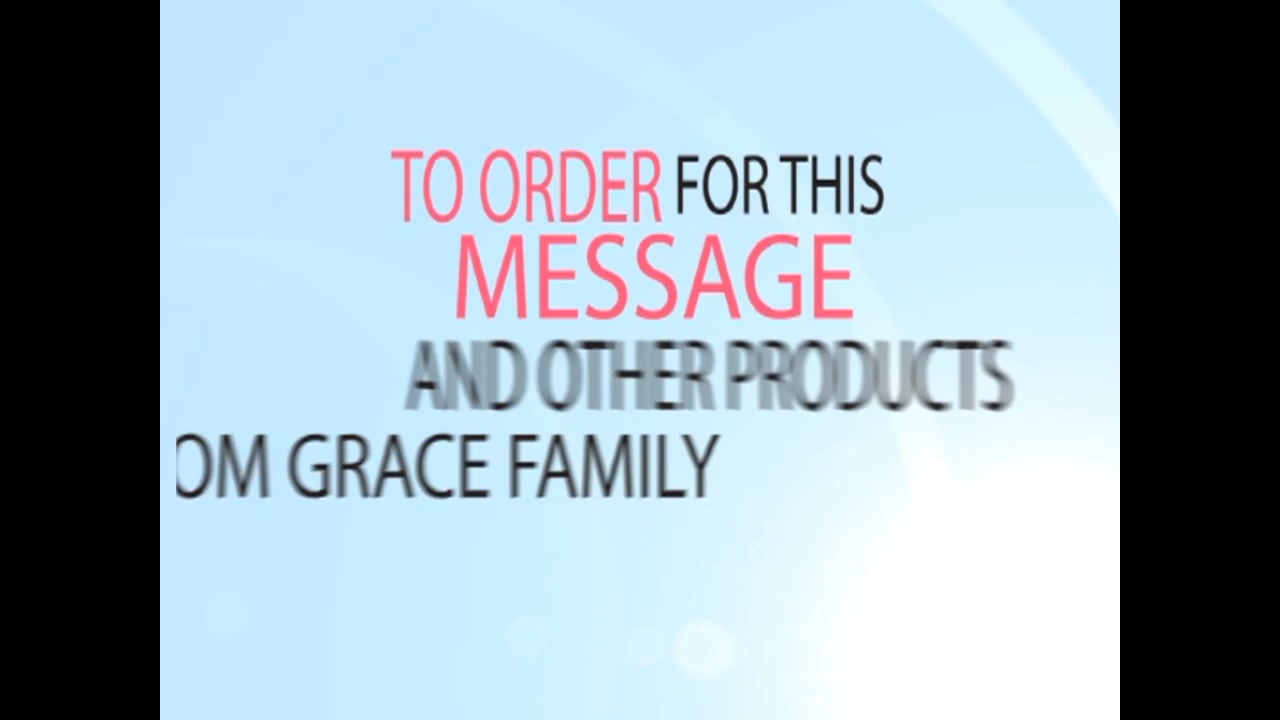 TO ORDER FOR THIS
MESSAGE
AND OTHER PRODUCTS
OM GRACE FAMILY